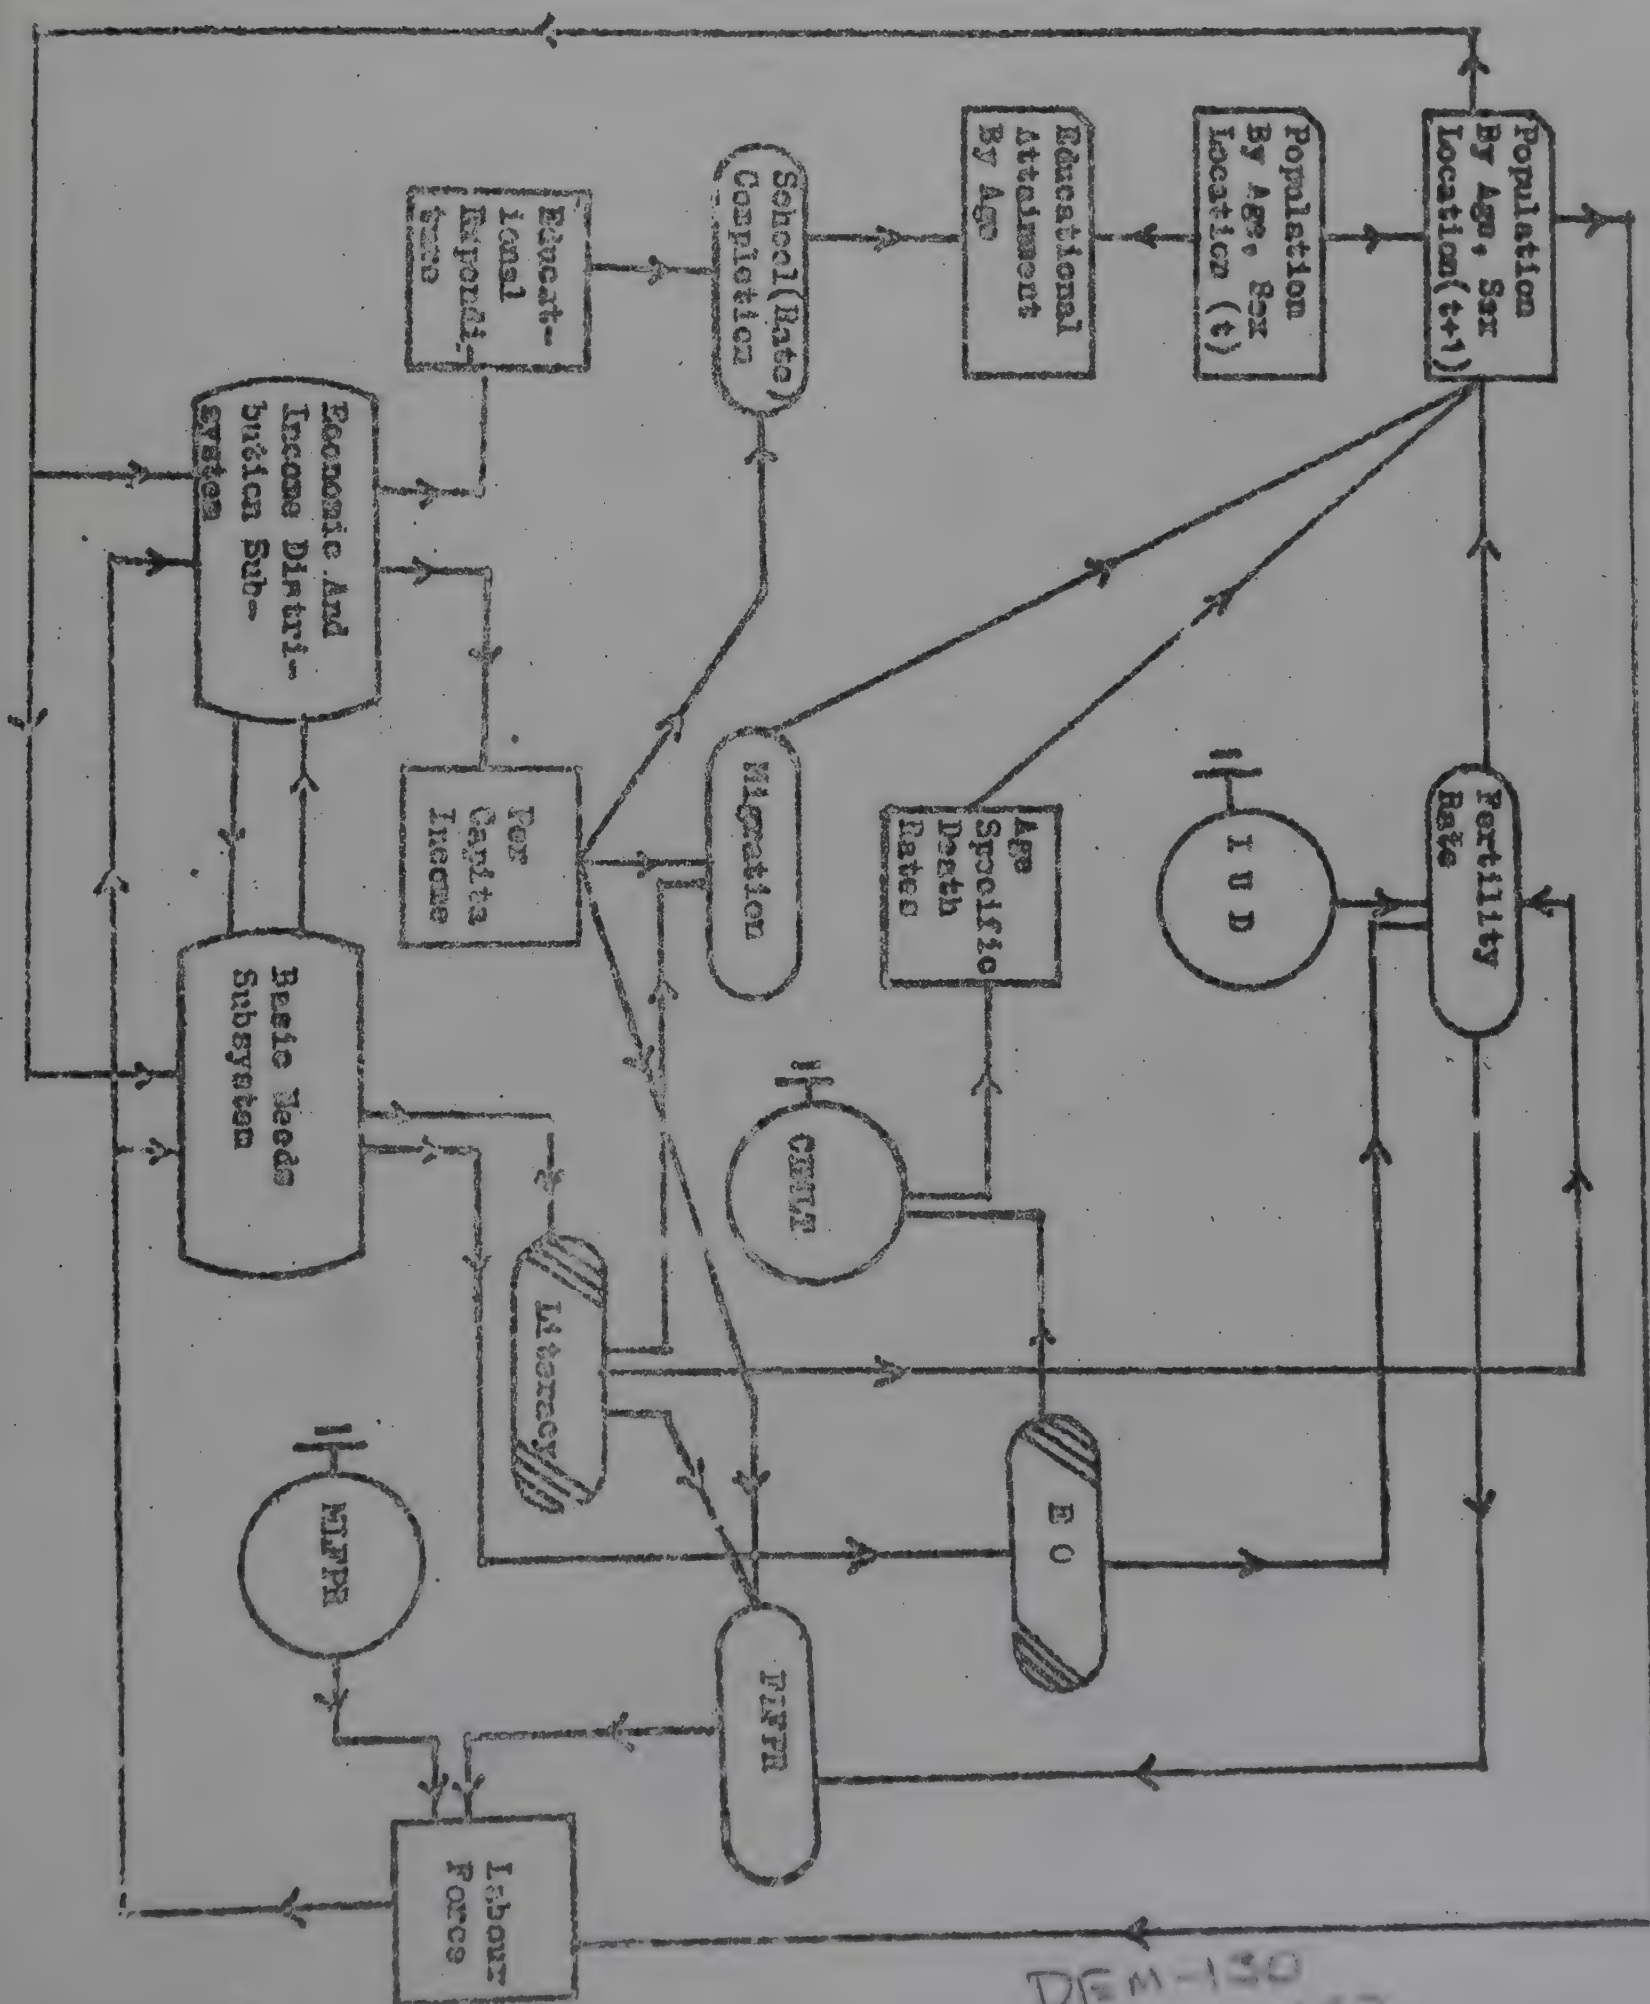 Population
By Age, Sex
Location(t+1)
Population
By Age, Sex
Location (t)
Educational
Attainment
By Age
School(Rate)
Completion
Educat-
ional
Expendi-
ture
Economic And
Income Distri-
bution Sub-
system
Fertility
Rate
I U D
Age
Specific
Death
Rates
Migration
Per
Capita
Income
Basic Needs
Subsystem
Literacy
E O
MLFPR
FLFPR
Labour
Force
DEM-130